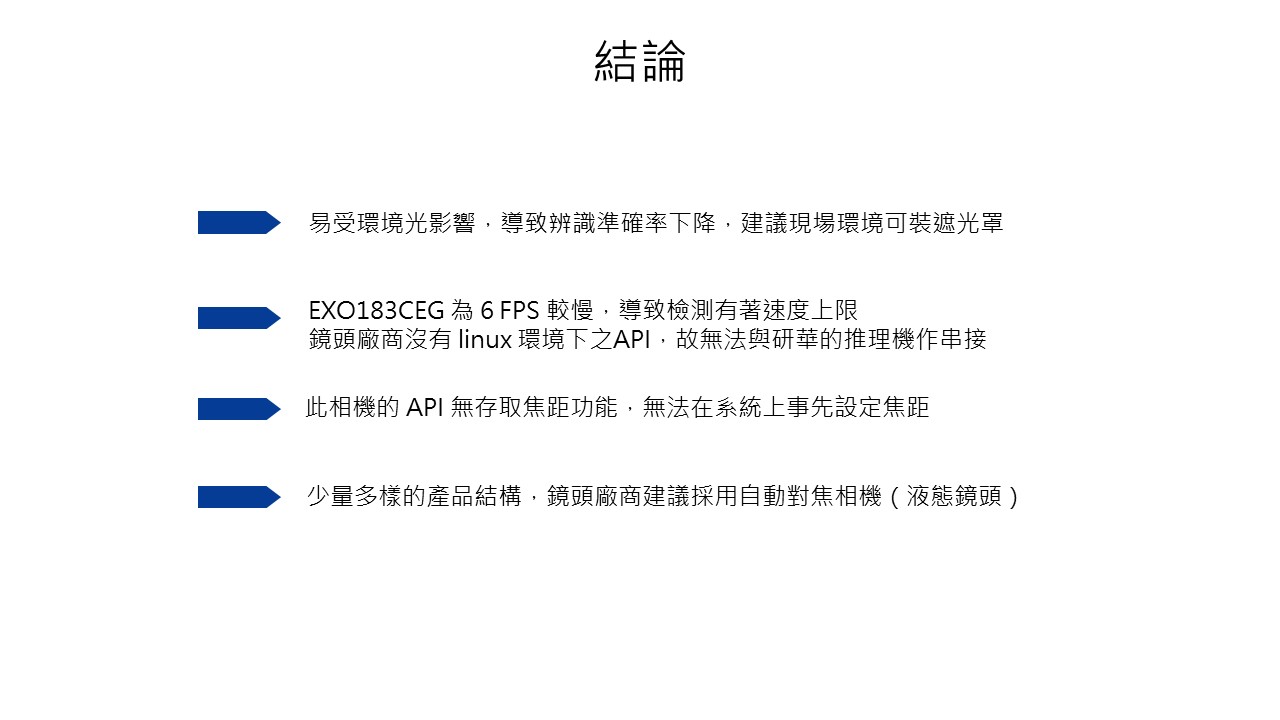 結論
易受環境光影響，導致辨識準確率下降，建議現場環境可裝遮光罩
EXO183CEG 為 6 FPS 較慢，導致檢測有著速度上限
鏡頭廠商沒有 linux 環境下之API，故無法與研華的推理機作串接
此相機的 API 無存取焦距功能，無法在系統上事先設定焦距
少量多樣的產品結構，鏡頭廠商建議採用自動對焦相機（液態鏡頭）